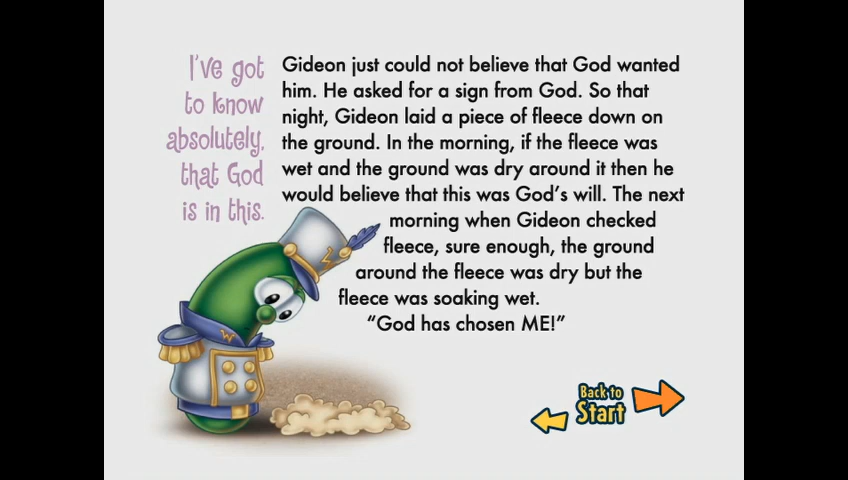 I've got
to know
absolutely,
that God
is in this.
Gideon just could not believe that God wanted
him. He asked for a sign from God. So that
night, Gideon laid a piece of fleece down on
the ground. In the morning, if the fleece was
wet and the ground was dry around it then he
would believe that this was God's will. The next
morning when Gideon checked
fleece, sure enough, the ground
around the fleece was dry but the
fleece was soaking wet.
"God has chosen ME!"
Back to
Start
W